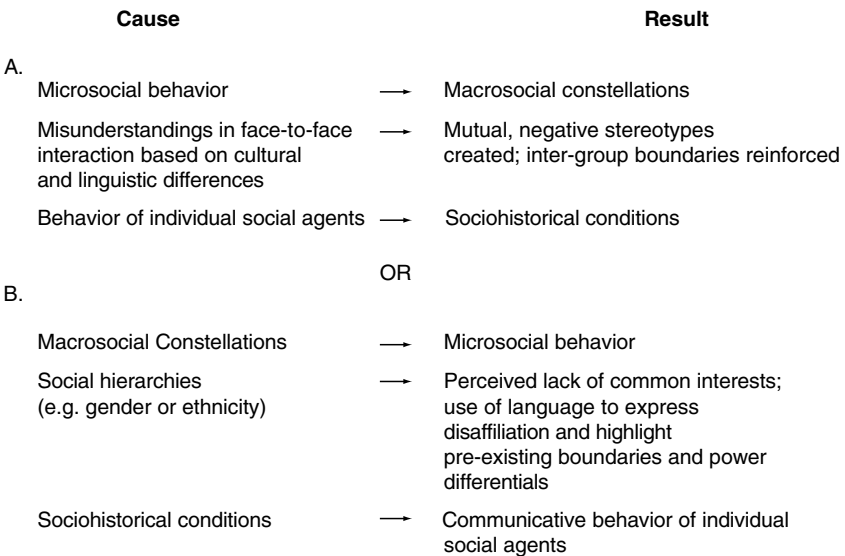 Cause Result
A.
Microsocial behavior → Macrosocial constellations
Misunderstandings in face-to-face → Mutual, negative stereotypes
interaction based on cultural created; inter-group boundaries reinforced
and linguistic differences
Behavior of individual social agents → Sociohistorical conditions
OR
B.
Macrosocial Constellations → Microsocial behavior
Social hierarchies → Perceived lack of common interests;
(e.g. gender or ethnicity) use of language to express
disaffiliation and highlight
pre-existing boundaries and power
differentials
Sociohistorical conditions → Communicative behavior of individual
social agents